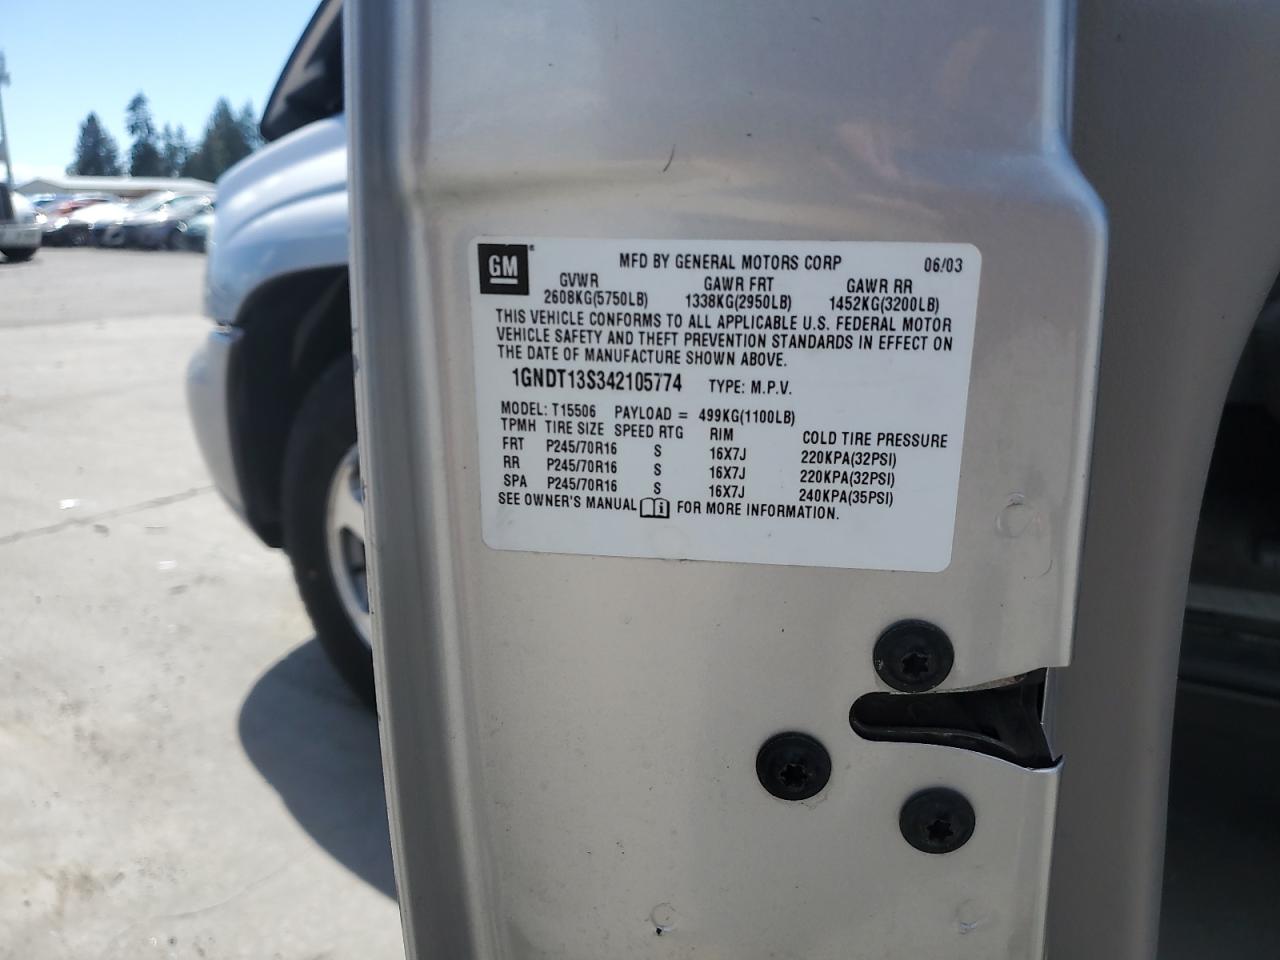 GM®
MFD BY GENERAL MOTORS CORP 06/03
GVWR GAWR FRT GAWR RR
2608KG(5750LB) 1338KG(2950LB) 1452KG(3200LB)
THIS VEHICLE CONFORMS TO ALL APPLICABLE U.S. FEDERAL MOTOR
VEHICLE SAFETY AND THEFT PREVENTION STANDARDS IN EFFECT ON
THE DATE OF MANUFACTURE SHOWN ABOVE.
1GNDT13S342105774 TYPE: M.P.V.
MODEL: T15506 PAYLOAD = 499KG(1100LB)
TPMH TIRE SIZE SPEED RTG RIM COLD TIRE PRESSURE
FRT P245/70R16 S 16X7J 220KPA(32PSI)
RR P245/70R16 S 16X7J 220KPA(32PSI)
SPA P245/70R16 S 16X7J 240KPA(35PSI)
SEE OWNER'S MANUAL FOR MORE INFORMATION.